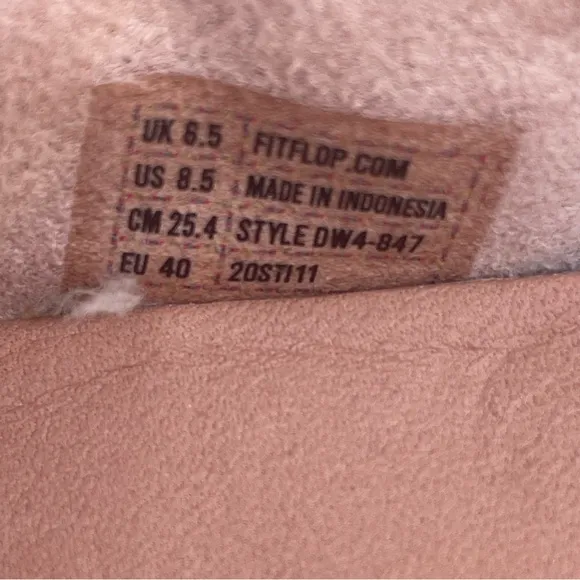 UK 6.5 FITFLOP.COM
US 8.5 MADE IN INDONESIA
CM 25.4 STYLE DW4-847
EU 40 20STI11